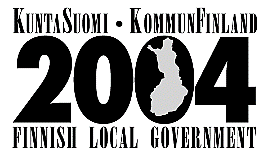 KUNTASUOMI • KOMMUNFINLAND
2004
FINNISH LOCAL GOVERNMENT